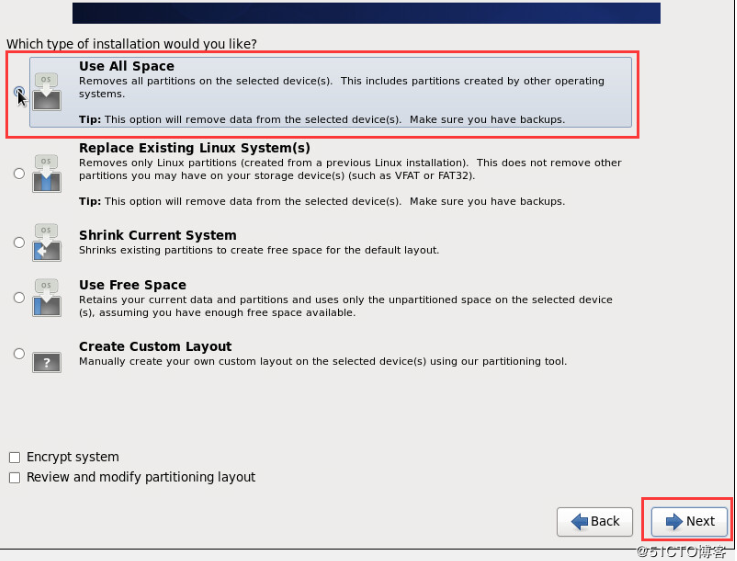 Which type of installation would you like?
OS
Use All Space
Removes all partitions on the selected device(s).  This includes partitions created by other operating
systems.
Tip: This option will remove data from the selected device(s).  Make sure you have backups.
OS
Replace Existing Linux System(s)
Removes only Linux partitions (created from a previous Linux installation).  This does not remove other
partitions you may have on your storage device(s) (such as VFAT or FAT32).
Tip: This option will remove data from the selected device(s).  Make sure you have backups.
OS
Shrink Current System
Shrinks existing partitions to create free space for the default layout.
OS
Use Free Space
Retains your current data and partitions and uses only the unpartitioned space on the selected device
(s), assuming you have enough free space available.
?
Create Custom Layout
Manually create your own custom layout on the selected device(s) using our partitioning tool.
Encrypt system
Review and modify partitioning layout
Back
Next
@51CTO博客